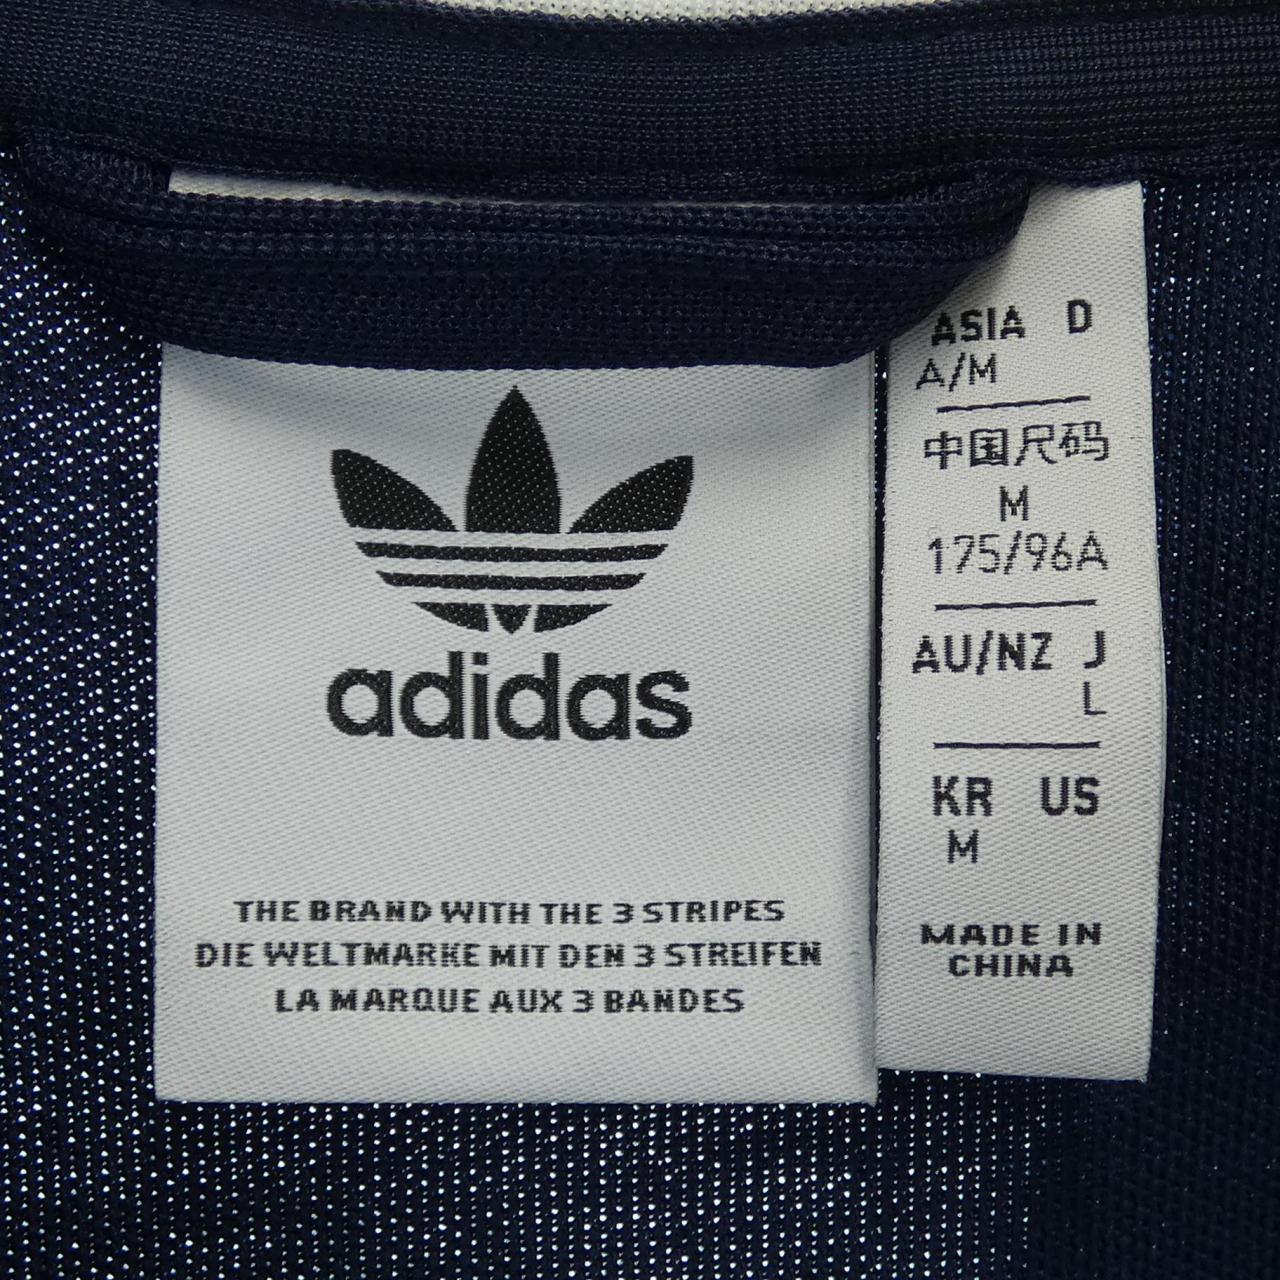 adidas
THE BRAND WITH THE 3 STRIPES
DIE WELTMARKE MIT DEN 3 STREIFEN
LA MARQUE AUX 3 BANDES
ASIA D
A/M
中国尺码
M
175/96A
AU/NZ J
L
KR US
M
MADE IN
CHINA